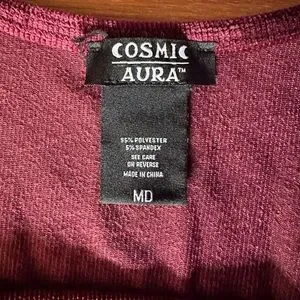 COSMIC
AURA™
95% POLYESTER
5% SPANDEX
SEE CARE
ON REVERSE
MADE IN CHINA
MD